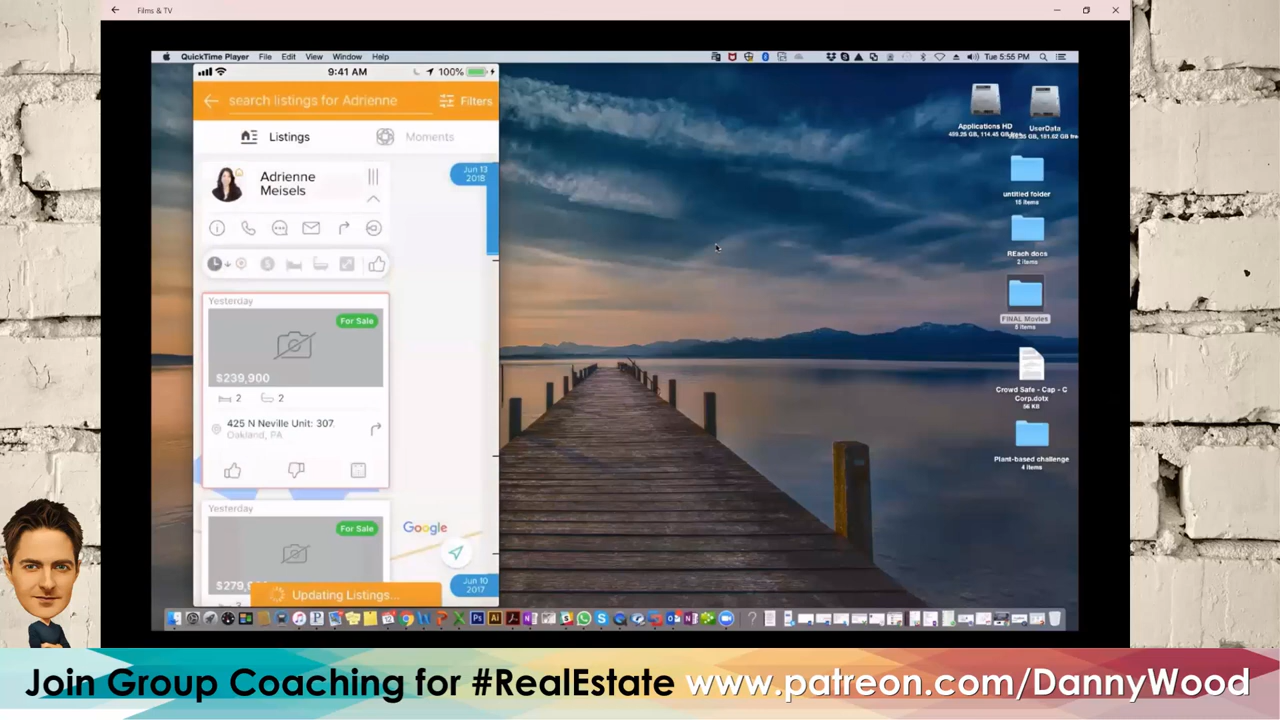 Films & TV
QuickTime Player File Edit View Window Help
Tue 5:55 PM
9:41 AM
100%
search listings for Adrienne
Filters
Listings
Moments
Adrienne
Meisels
Jun 13
2018
Yesterday
For Sale
$239,900
2 2
425 N Neville Unit: 307,
Oakland, PA
Yesterday
For Sale
Google
Updating Listings...
Jun 10
2017
Applications HD
UserData
untitled folder
15 items
REach docs
2 items
FINAL Movies
Crowd Safe - Cap - C
Corp.dotx
56 KB
Plant-based challenge
4 items
Join Group Coaching for #RealEstate www.patreon.com/DannyWood